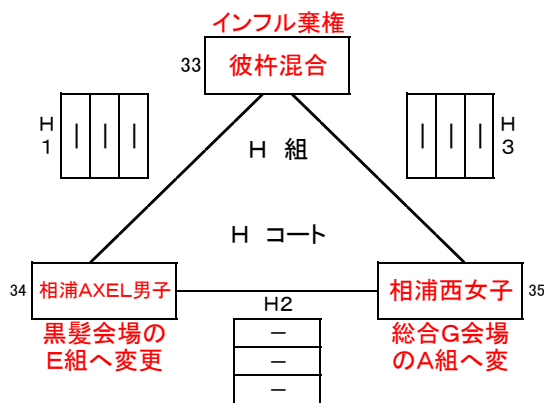 インフル棄権
33 彼杵混合
H1 | | |
H3 | | |
H 組
H コート
34 相浦AXEL男子
相浦西女子 35
H2
黒髪会場の
E組へ変更
総合G会場
のA組へ変
－
－
－